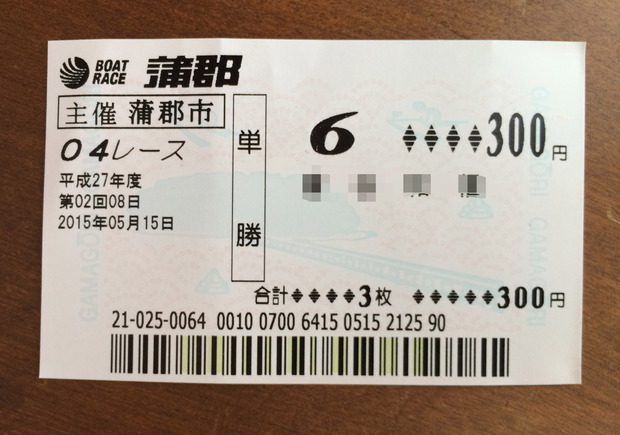 BOAT RACE 蒲郡
主催 蒲郡市
04レース
平成27年度
第02回08日
2015年05月15日
単勝
6 ♦♦♦♦300円
合計♦♦♦♦3枚 ♦♦♦♦♦300円
21-025-0064 0010 0700 6415 0515 2125 90